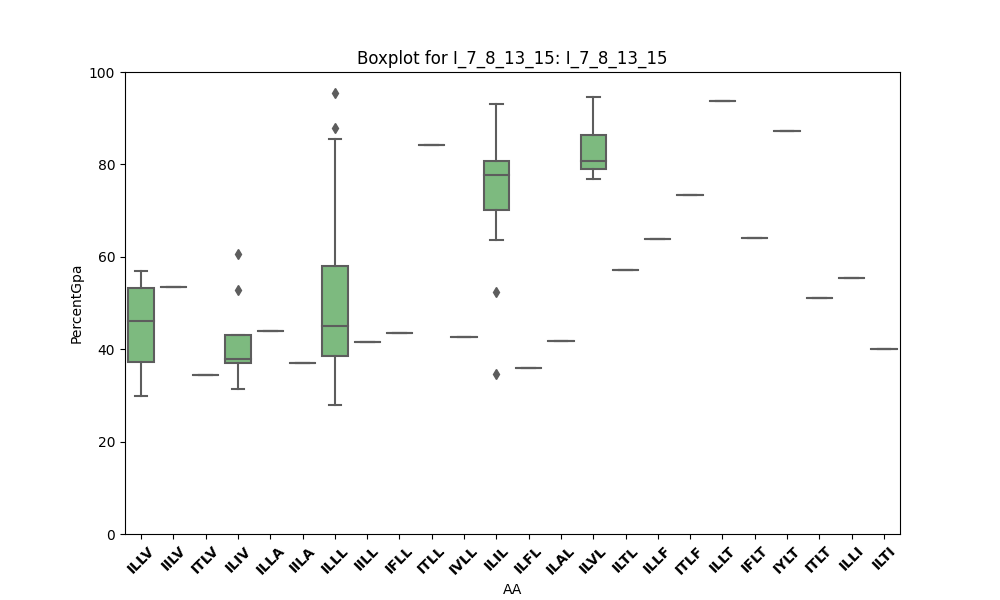 Boxplot for I_7_8_13_15: I_7_8_13_15
100
80
60
40
20
0
PercentGpa
ILLV IILV ITLV ILIV ILLA IILA ILLL IILL IFLL ITLL IVLL ILIL ILFL ILAL ILVL ILTL ILLF ITLF ILLT IFLT IYLT ITLT ILLI ILTI
AA